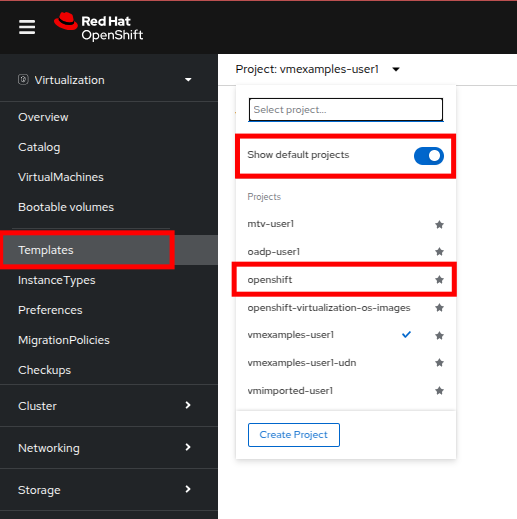 Red Hat
OpenShift
Virtualization
Overview
Catalog
VirtualMachines
Bootable volumes
Templates
InstanceTypes
Preferences
MigrationPolicies
Checkups
Cluster
Networking
Storage
Project: vmexamples-user1
Select project...
Show default projects
Projects
mtv-user1
oadp-user1
openshift
openshift-virtualization-os-images
vmexamples-user1
vmexamples-user1-udn
vmimported-user1
Create Project